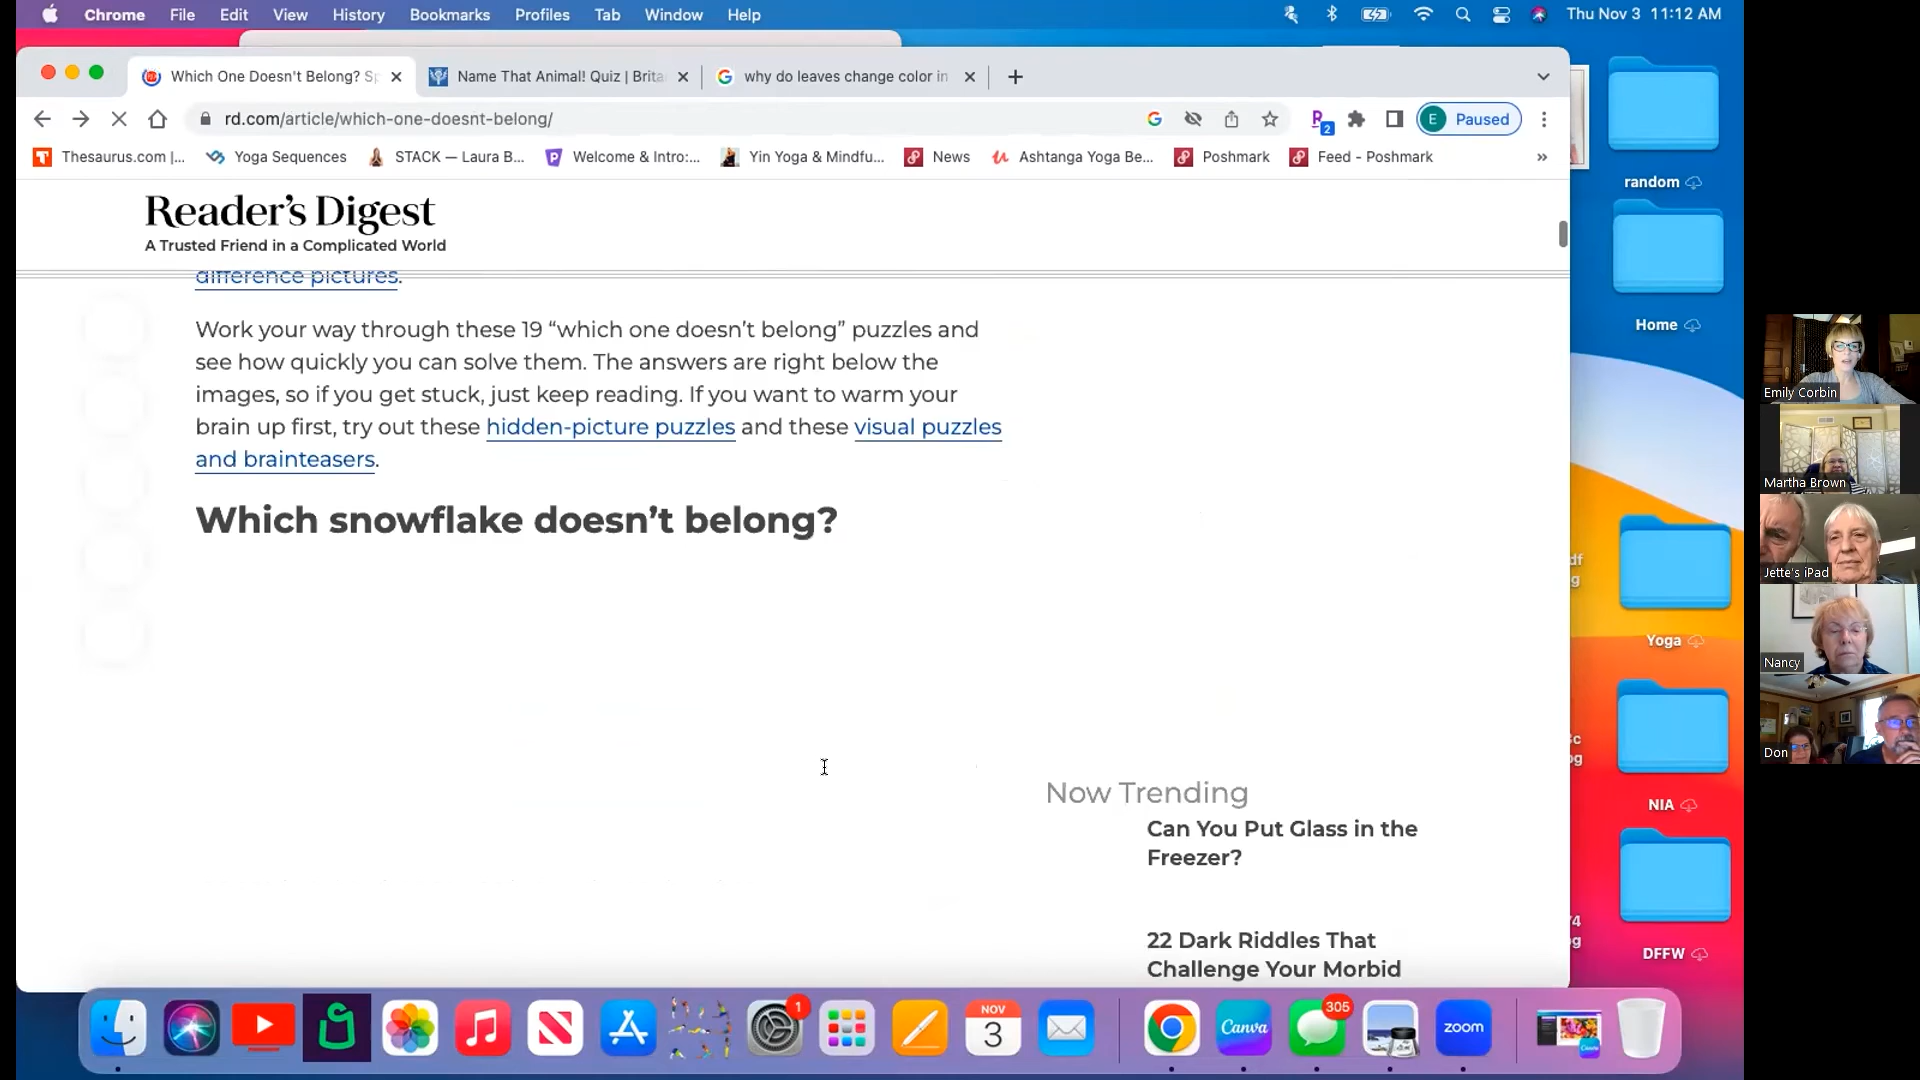 Chrome File Edit View History Bookmarks Profiles Tab Window Help
Thu Nov 3 11:12 AM
Which One Doesn't Belong? Sp
Name That Animal! Quiz | Brita
why do leaves change color in
rd.com/article/which-one-doesnt-belong/
2
E Paused
Thesaurus.com |...
Yoga Sequences
STACK — Laura B...
Welcome & Intro:...
Yin Yoga & Mindfu...
News
Ashtanga Yoga Be...
Poshmark
Feed - Poshmark
»
Reader's Digest
A Trusted Friend in a Complicated World
difference pictures.
Work your way through these 19 “which one doesn’t belong” puzzles and
see how quickly you can solve them. The answers are right below the
images, so if you get stuck, just keep reading. If you want to warm your
brain up first, try out these hidden-picture puzzles and these visual puzzles
and brainteasers.
Which snowflake doesn’t belong?
Now Trending
Can You Put Glass in the
Freezer?
22 Dark Riddles That
Challenge Your Morbid
random
Home
Yoga
NIA
DFFW
Emily Corbin
Martha Brown
Jette's iPad
Nancy
Don
1
NOV
3
Canva
305
zoom